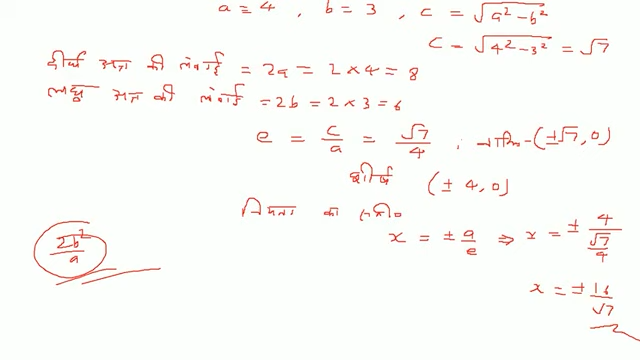 a = 4 , b = 3 , c = √(a² – b²)
c = √(4² – 3²) = √7
दीर्घ अक्ष की लंबाई = 2a = 2 × 4 = 8
लघु अक्ष की लंबाई = 2b = 2 × 3 = 6
e = c/a = √7/4 ; नाभि – (±√7, 0)
शीर्ष (± 4, 0)
नियता का समी०
x = ± a/e ⇒ x = ± 4/(√7/4)
2b²/a
x = ± 16/√7